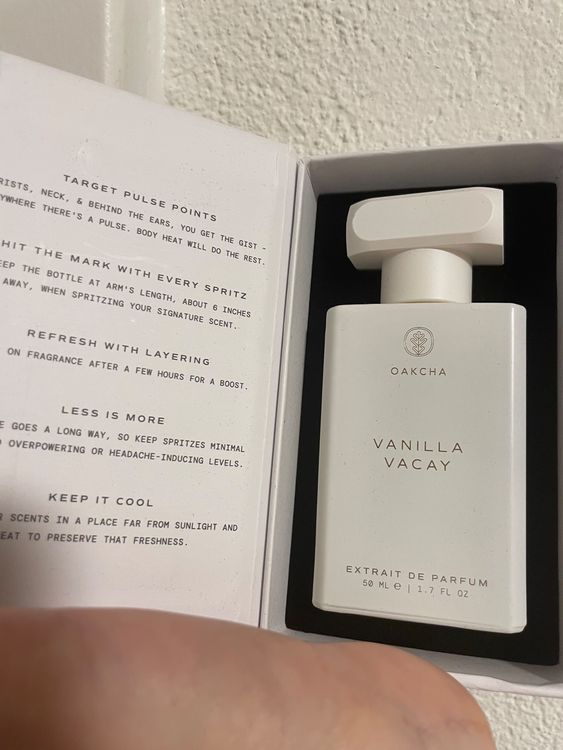 TARGET PULSE POINTS
NECK, & BEHIND THE EARS, YOU GET THE GIST –
THERE'S A PULSE. BODY HEAT WILL DO THE REST.
HIT THE MARK WITH EVERY SPRITZ
THE BOTTLE AT ARM'S LENGTH, ABOUT 6 INCHES
AWAY, WHEN SPRITZING YOUR SIGNATURE SCENT.
REFRESH WITH LAYERING
ON FRAGRANCE AFTER A FEW HOURS FOR A BOOST.
LESS IS MORE
GOES A LONG WAY, SO KEEP SPRITZES MINIMAL
OVERPOWERING OR HEADACHE-INDUCING LEVELS.
KEEP IT COOL
SCENTS IN A PLACE FAR FROM SUNLIGHT AND
TO PRESERVE THAT FRESHNESS.
OAKCHA
VANILLA
VACAY
EXTRAIT DE PARFUM
50 ML ℮ | 1.7 FL OZ